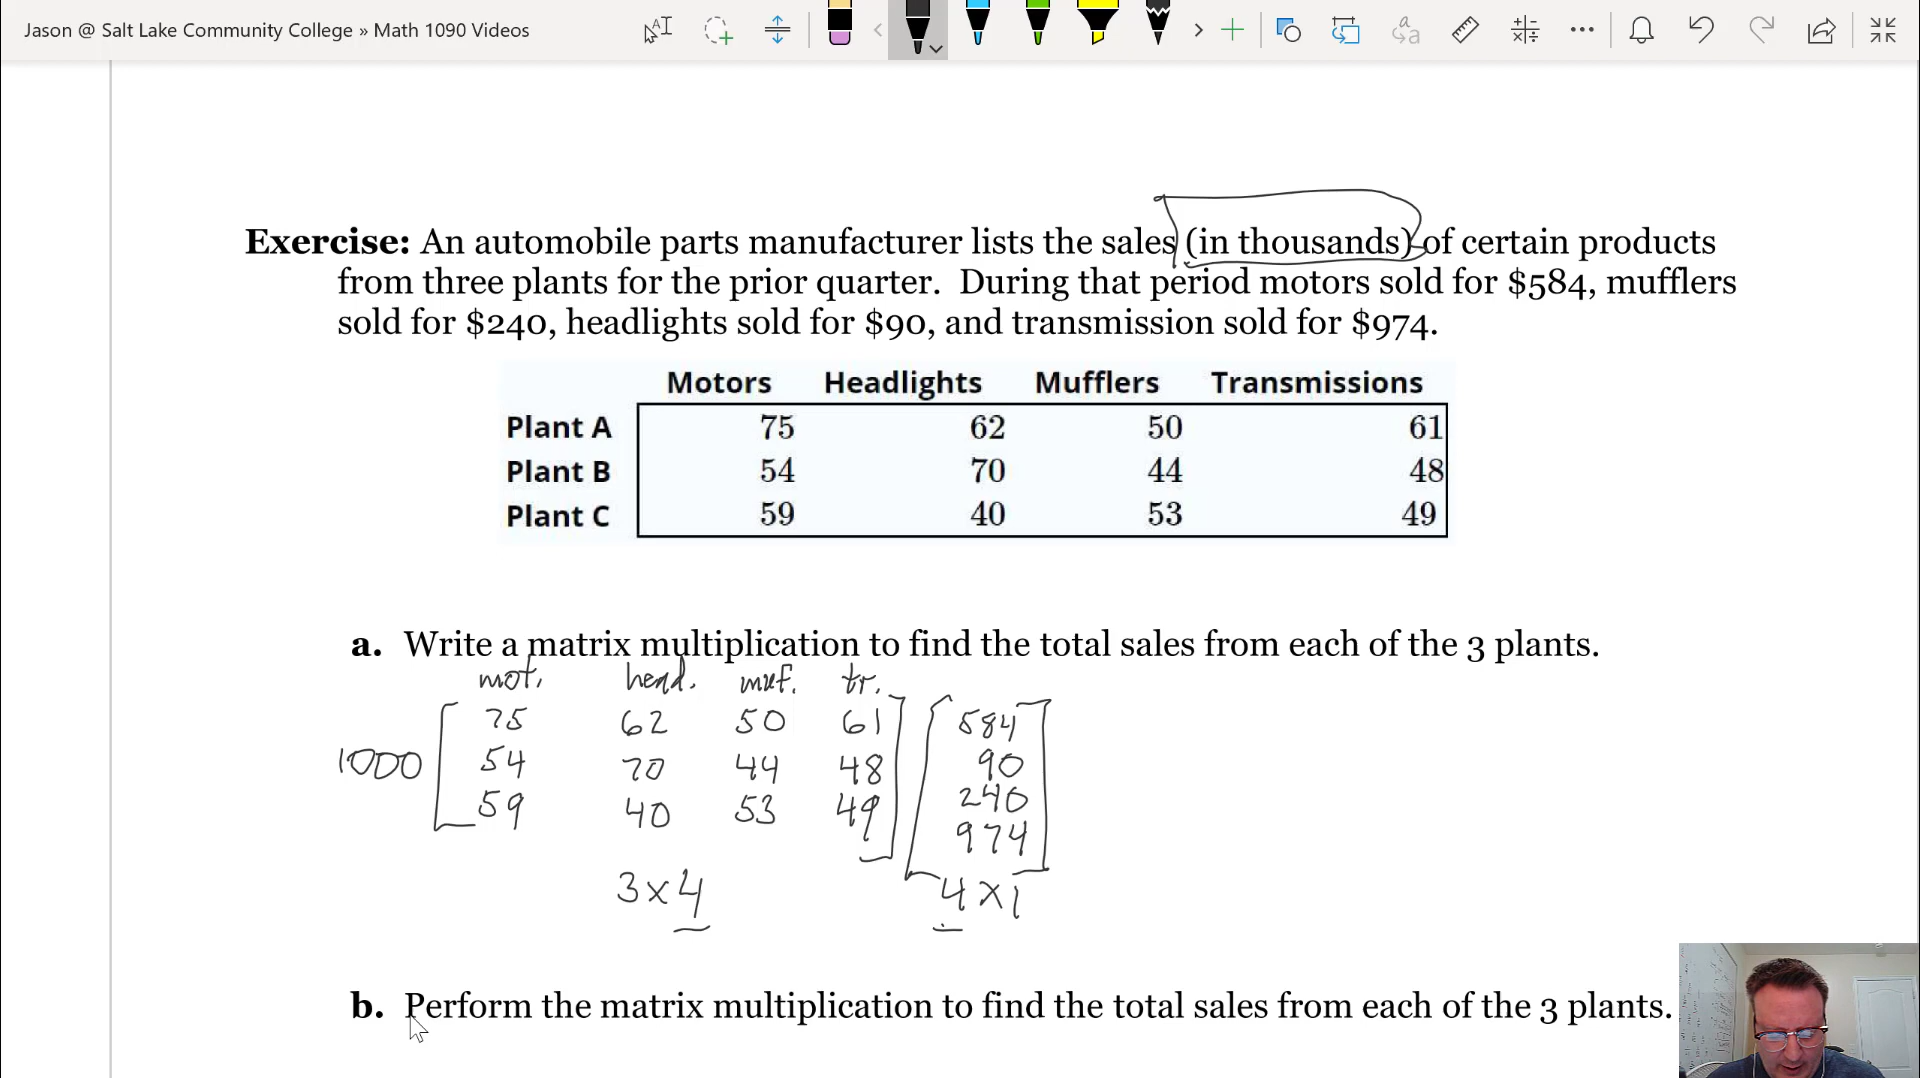 Jason @ Salt Lake Community College » Math 1090 Videos
Exercise: An automobile parts manufacturer lists the sales (in thousands) of certain products
from three plants for the prior quarter. During that period motors sold for $584, mufflers
sold for $240, headlights sold for $90, and transmission sold for $974.
Motors Headlights Mufflers Transmissions
Plant A 75 62 50 61
Plant B 54 70 44 48
Plant C 59 40 53 49
a. Write a matrix multiplication to find the total sales from each of the 3 plants.
mot. head. muf. tr.
75 62 50 61 584
1000 54 70 44 48 90
59 40 53 49 240
974
3 x 4 4 x 1
b. Perform the matrix multiplication to find the total sales from each of the 3 plants.